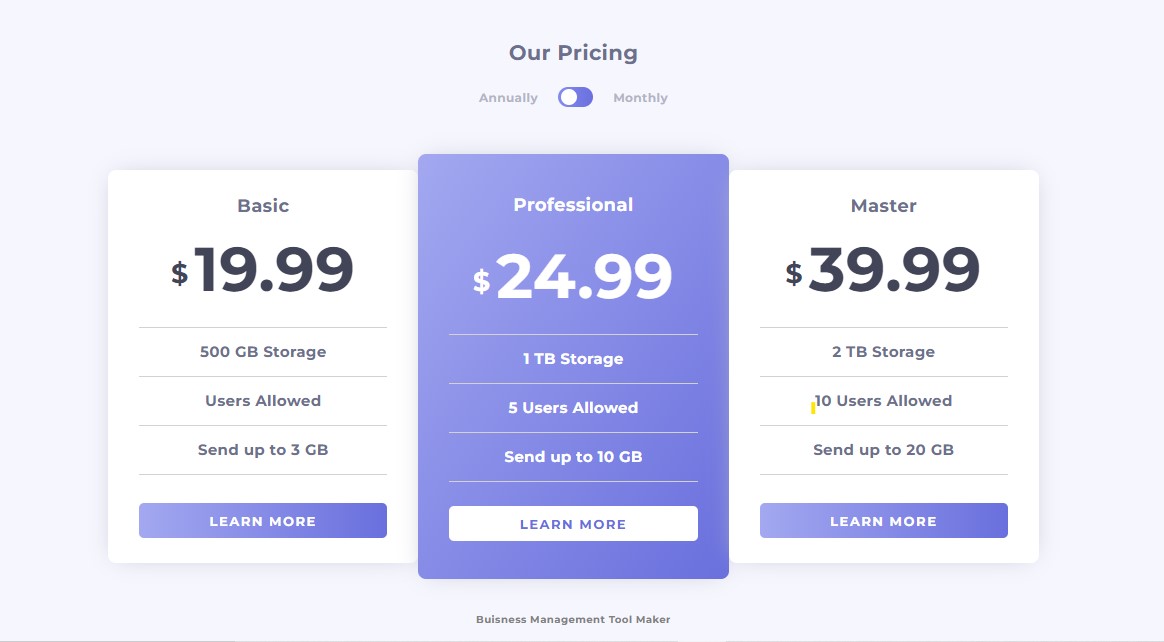 Our Pricing
Annually Monthly
Basic
$ 19.99
500 GB Storage
Users Allowed
Send up to 3 GB
LEARN MORE
Professional
$ 24.99
1 TB Storage
5 Users Allowed
Send up to 10 GB
LEARN MORE
Master
$ 39.99
2 TB Storage
10 Users Allowed
Send up to 20 GB
LEARN MORE
Buisness Management Tool Maker